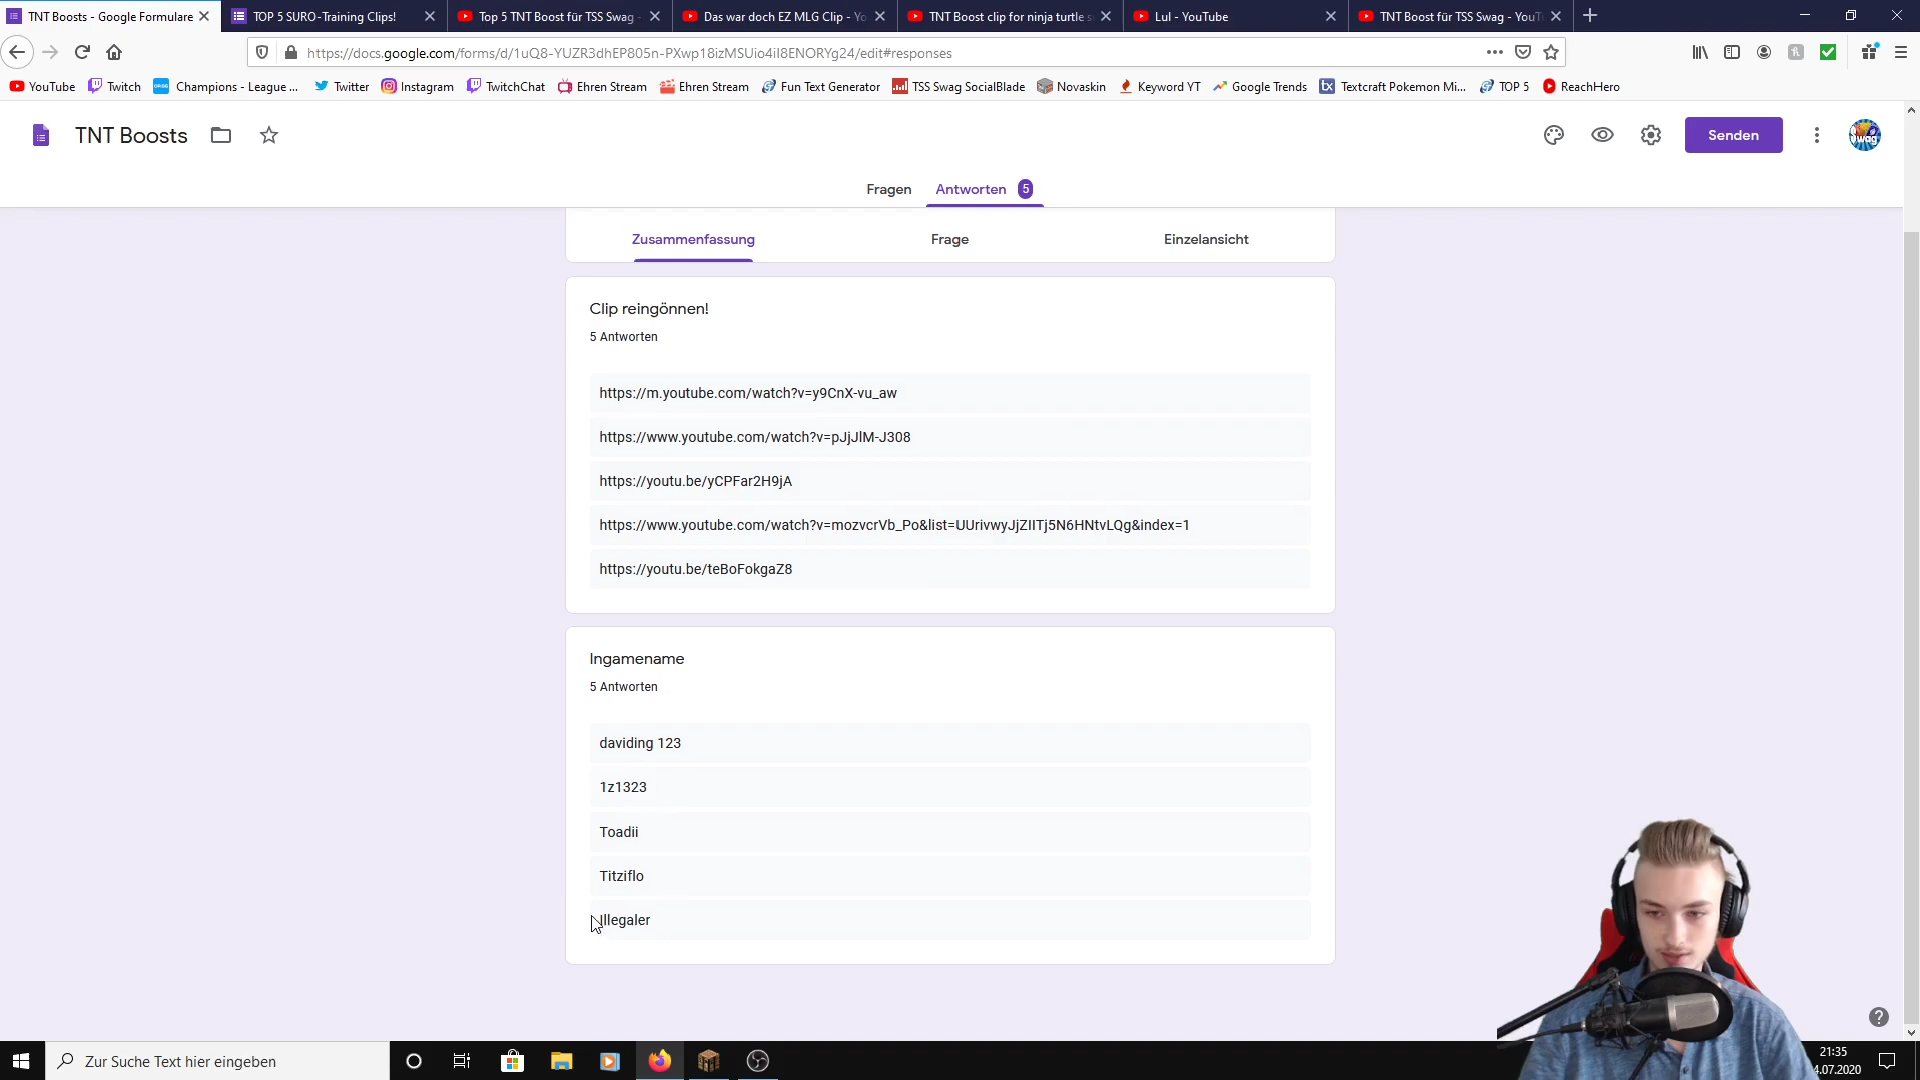 TNT Boosts - Google Formulare
TOP 5 SURO-Training Clips!
Top 5 TNT Boost für TSS Swag -
Das war doch EZ MLG Clip - Yo
TNT Boost clip for ninja turtle s
Lul - YouTube
TNT Boost für TSS Swag - YouT
https://docs.google.com/forms/d/1uQ8-YUZR3dhEP805n-PXwp18izMSUio4iI8ENORYg24/edit#responses
YouTube
Twitch
Champions - League ...
Twitter
Instagram
TwitchChat
Ehren Stream
Ehren Stream
Fun Text Generator
TSS Swag SocialBlade
Novaskin
Keyword YT
Google Trends
Textcraft Pokemon Mi...
TOP 5
ReachHero
TNT Boosts
Senden
Fragen
Antworten 5
Zusammenfassung
Frage
Einzelansicht
Clip reingönnen!
5 Antworten
https://m.youtube.com/watch?v=y9CnX-vu_aw
https://www.youtube.com/watch?v=pJjJlM-J308
https://youtu.be/yCPFar2H9jA
https://www.youtube.com/watch?v=mozvcrVb_Po&list=UUrivwyJjZIITj5N6HNtvLQg&index=1
https://youtu.be/teBoFokgaZ8
Ingamename
5 Antworten
daviding 123
1z1323
Toadii
Titziflo
Illegaler
Zur Suche Text hier eingeben
21:35
4.07.2020